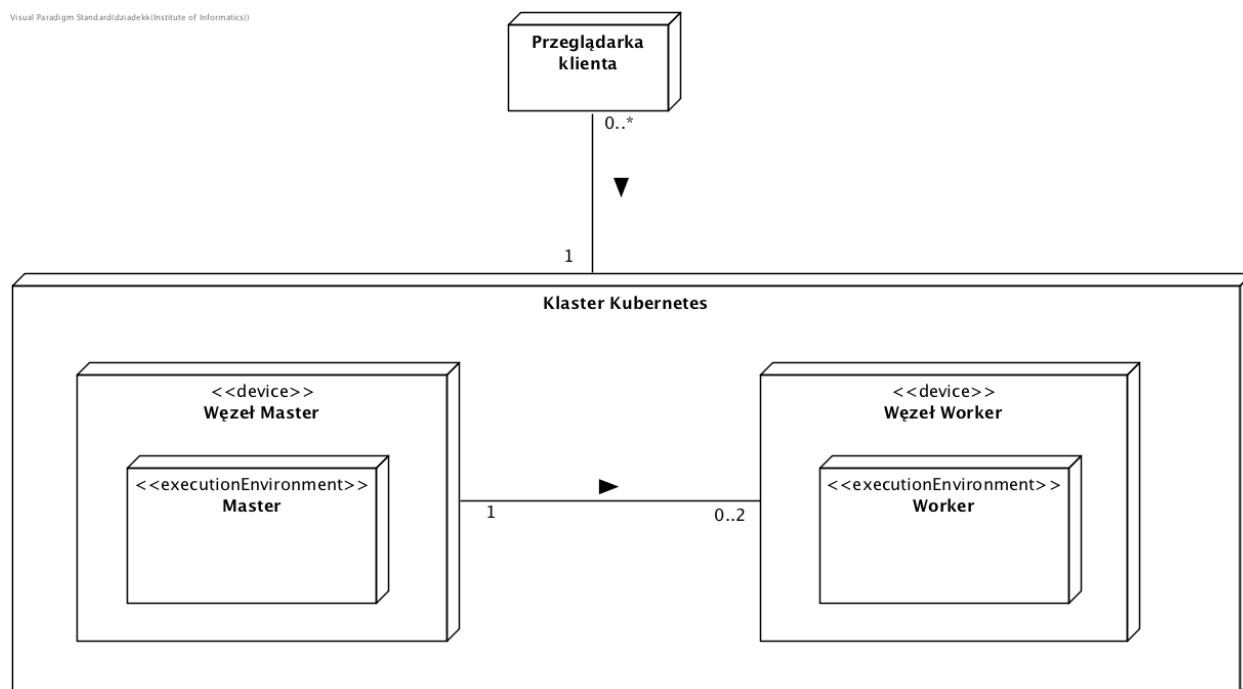 Visual Paradigm Standard(dziadekk(Institute of Informatics))
Przeglądarka
klienta
0..*
1
Klaster Kubernetes
<<device>>
Węzeł Master
<<executionEnvironment>>
Master
1
0..2
<<device>>
Węzeł Worker
<<executionEnvironment>>
Worker